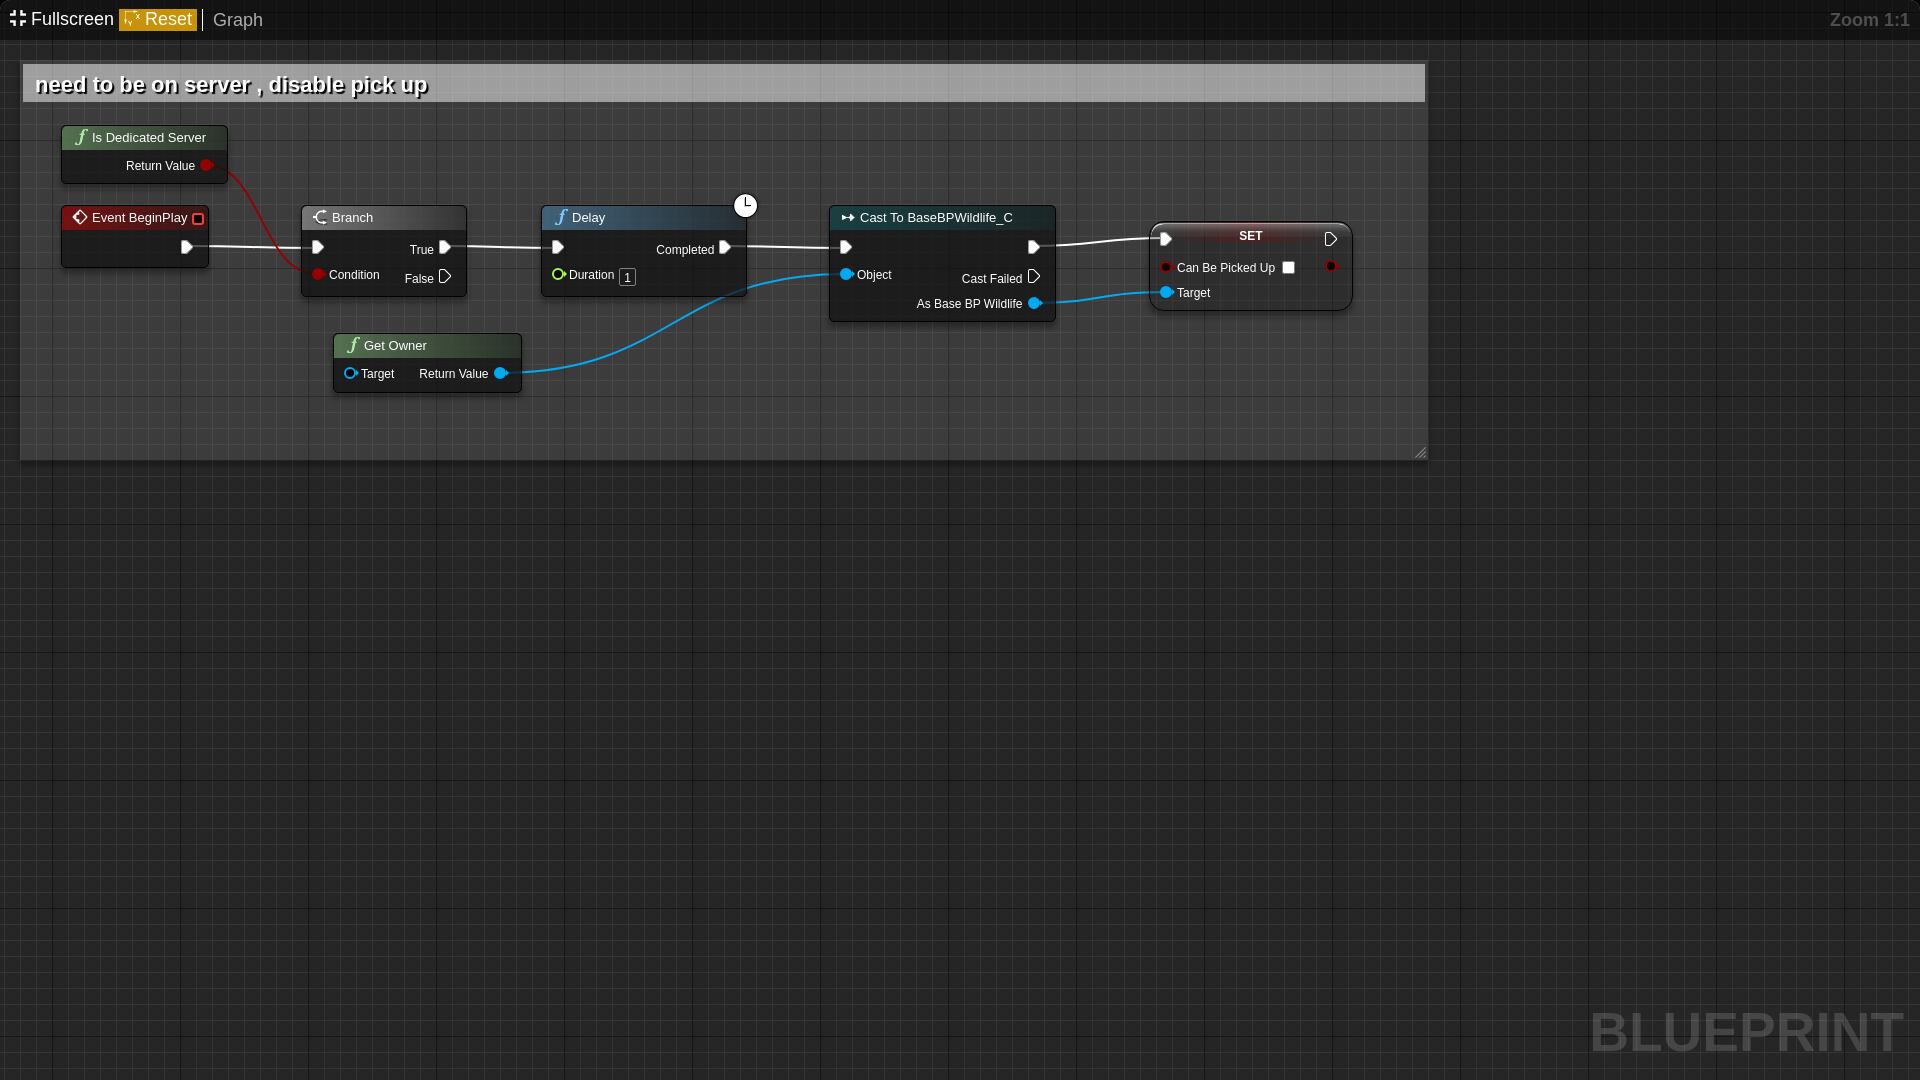 Fullscreen Reset Graph Zoom 1:1
need to be on server , disable pick up
Is Dedicated Server
Return Value
Event BeginPlay
Branch
True
Condition
False
Delay
Completed
Duration 1
Cast To BaseBPWildlife_C
Object
Cast Failed
As Base BP Wildlife
SET
Can Be Picked Up
Target
Get Owner
Target Return Value
BLUEPRINT